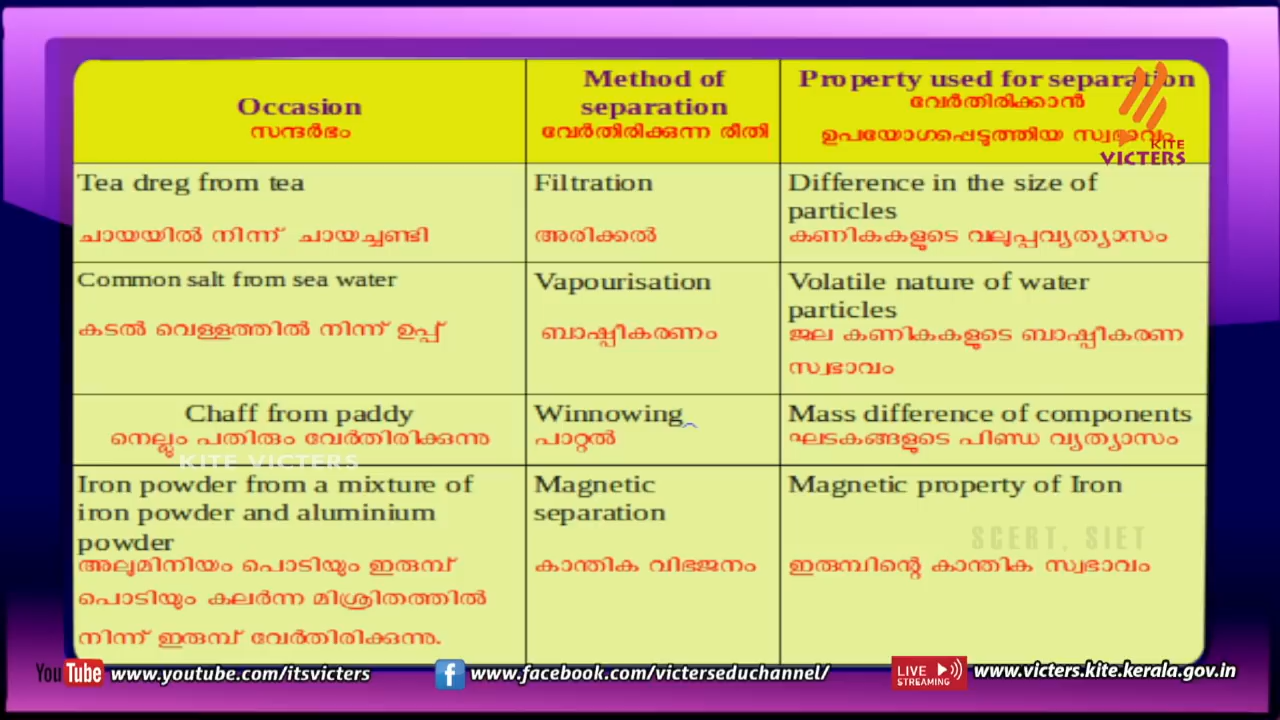 Occasion
സന്ദർഭം
Method of
separation
വേർതിരിക്കുന്ന രീതി
Property used for separation
വേർതിരിക്കാൻ
ഉപയോഗപ്പെടുത്തിയ സ്വഭാവം
KITE
VICTERS
Tea dreg from tea
ചായയിൽ നിന്ന് ചായച്ചണ്ടി
Filtration
അരിക്കൽ
Difference in the size of
particles
കണികകളുടെ വലുപ്പവ്യത്യാസം
Common salt from sea water
കടൽ വെള്ളത്തിൽ നിന്ന് ഉപ്പ്
Vapourisation
ബാഷ്പീകരണം
Volatile nature of water
particles
ജല കണികകളുടെ ബാഷ്പീകരണ
സ്വഭാവം
Chaff from paddy
നെല്ലും പതിരും വേർതിരിക്കുന്നു
KITE VICTERS
Winnowing
പാറ്റൽ
Mass difference of components
ഘടകങ്ങളുടെ പിണ്ഡ വ്യത്യാസം
Iron powder from a mixture of
iron powder and aluminium
powder
അലുമിനിയം പൊടിയും ഇരുമ്പ്
പൊടിയും കലർന്ന മിശ്രിതത്തിൽ
നിന്ന് ഇരുമ്പ് വേർതിരിക്കുന്നു.
Magnetic
separation
കാന്തിക വിഭജനം
Magnetic property of Iron
SCERT, SIET
ഇരുമ്പിന്റെ കാന്തിക സ്വഭാവം
YouTube www.youtube.com/itsvicters
f www.facebook.com/victerseduchannel/
LIVE
STREAMING
www.victers.kite.kerala.gov.in